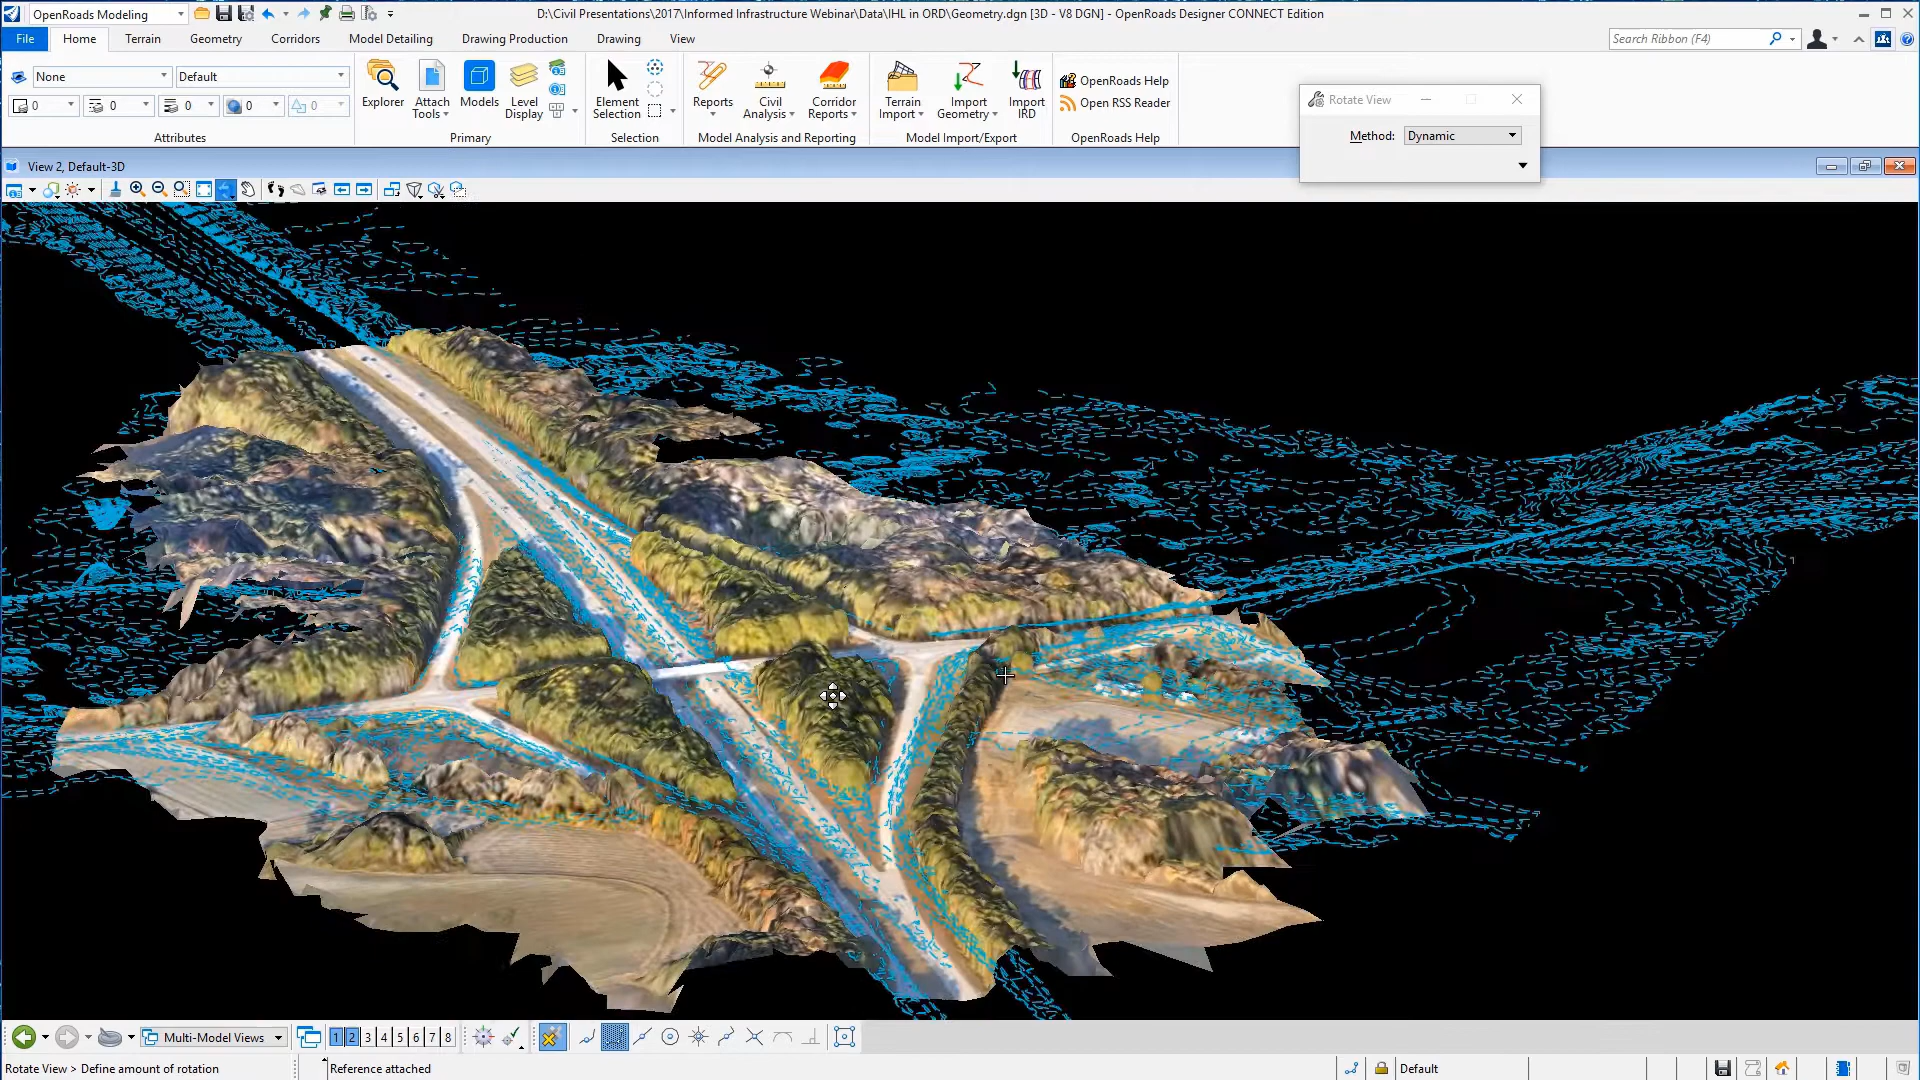 OpenRoads Modeling
D:\Civil Presentations\2017\Informed Infrastructure Webinar\Data\IHL in ORD\Geometry.dgn [3D - V8 DGN] - OpenRoads Designer CONNECT Edition
File Home Terrain Geometry Corridors Model Detailing Drawing Production Drawing View
Search Ribbon (F4)
None Default
0 0 0 0 0
Attributes
Explorer
Attach Tools
Models
Level Display
Primary
Element Selection
Selection
Reports
Civil Analysis
Corridor Reports
Model Analysis and Reporting
Terrain Import
Import Geometry
Import IRD
Model Import/Export
OpenRoads Help
Open RSS Reader
OpenRoads Help
Rotate View
Method: Dynamic
View 2, Default-3D
Multi-Model Views
1 2 3 4 5 6 7 8
Rotate View > Define amount of rotation
Reference attached
Default